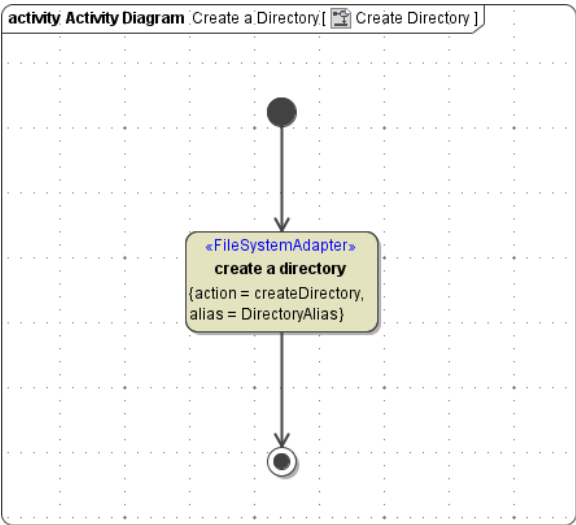 activity Activity Diagram Create a Directory[ Create Directory ]
«FileSystemAdapter»
create a directory
{action = createDirectory,
alias = DirectoryAlias}